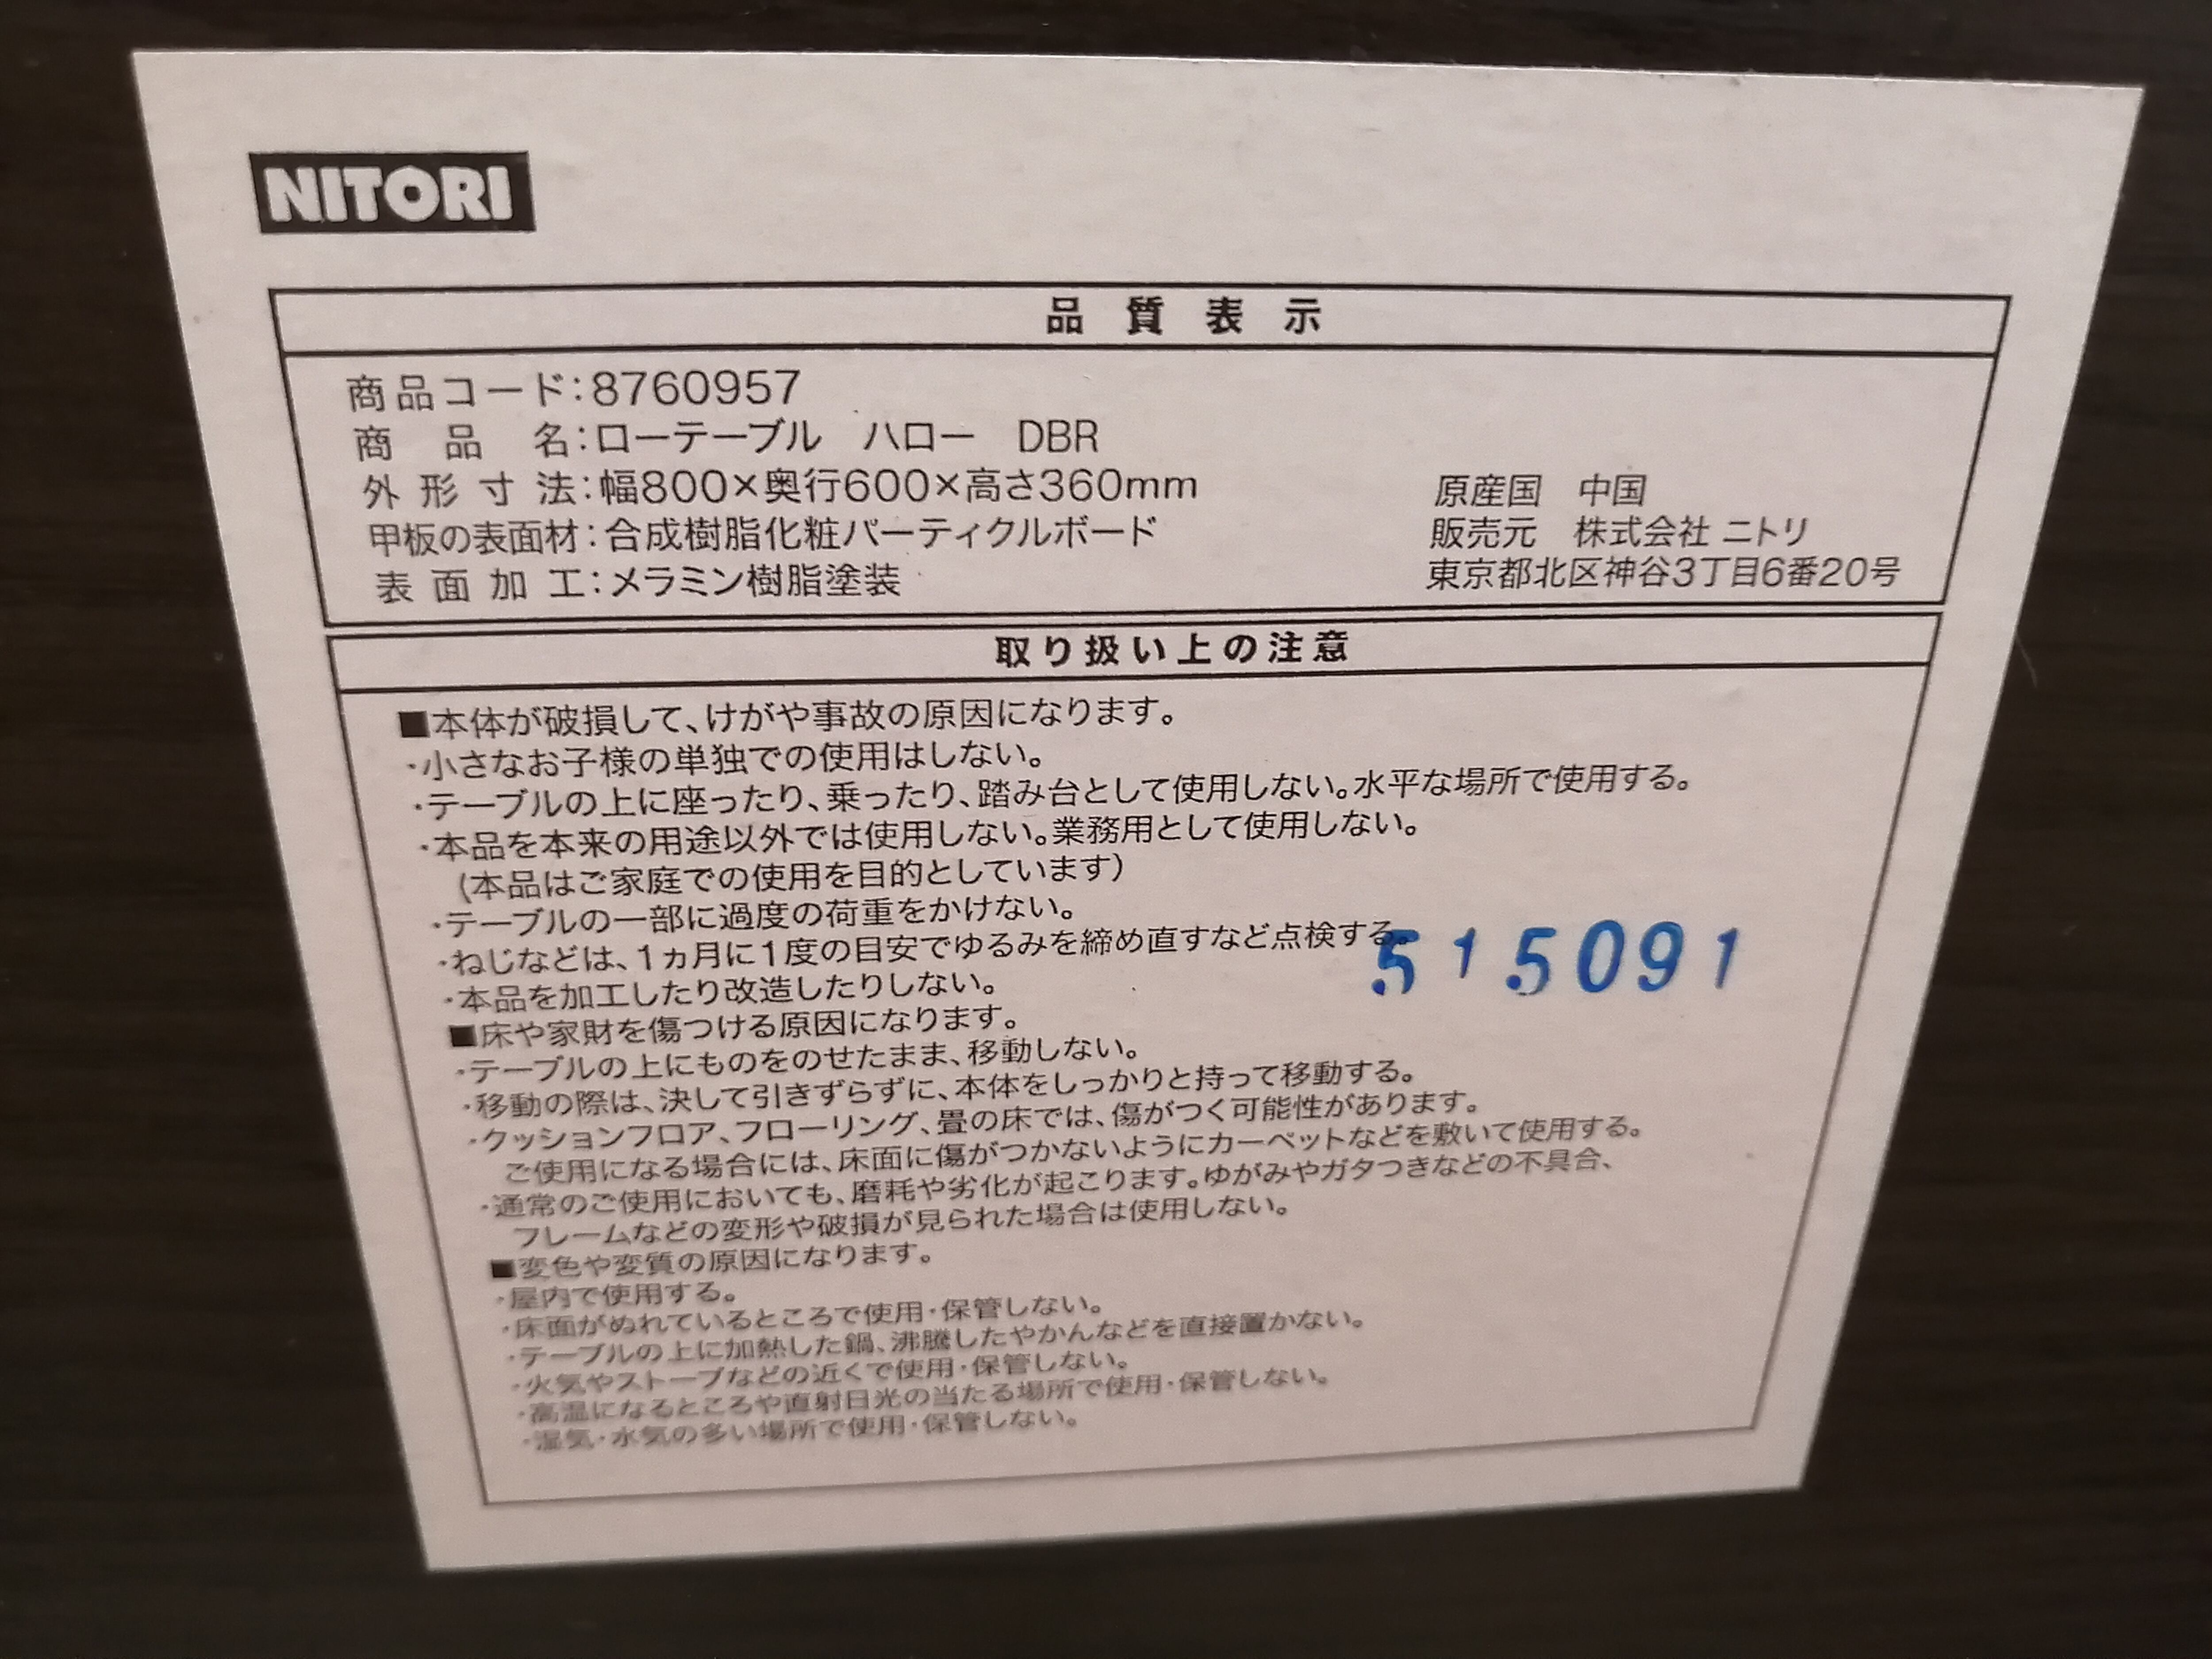 NITORI
品質表示
商品コード:8760957
商品名:ローテーブル ハロー DBR
外形寸法:幅800×奥行600×高さ360mm
甲板の表面材:合成樹脂化粧パーティクルボード
表面加工:メラミン樹脂塗装
原産国 中国
販売元 株式会社 ニトリ
東京都北区神谷3丁目6番20号
取り扱い上の注意
■本体が破損して、けがや事故の原因になります。
・小さなお子様の単独での使用はしない。
・テーブルの上に座ったり、乗ったり、踏み台として使用しない。水平な場所で使用する。
・本品を本来の用途以外では使用しない。業務用として使用しない。
(本品はご家庭での使用を目的としています)
・テーブルの一部に過度の荷重をかけない。
・ねじなどは、1ヵ月に1度の目安でゆるみを締め直すなど点検する。
515091
・本品を加工したり改造したりしない。
■床や家財を傷つける原因になります。
・テーブルの上にものをのせたまま、移動しない。
・移動の際は、決して引きずらずに、本体をしっかりと持って移動する。
・クッションフロア、フローリング、畳の床では、傷がつく可能性があります。
ご使用になる場合には、床面に傷がつかないようにカーペットなどを敷いて使用する。
・通常のご使用においても、磨耗や劣化が起こります。ゆがみやガタつきなどの不具合、
フレームなどの変形や破損が見られた場合は使用しない。
■変色や変質の原因になります。
・屋内で使用する。
・床面がぬれているところで使用・保管しない。
・テーブルの上に加熱した鍋、沸騰したやかんなどを直接置かない。
・火気やストーブなどの近くで使用・保管しない。
・高温になるところや直射日光の当たる場所で使用・保管しない。
・湿気・水気の多い場所で使用・保管しない。